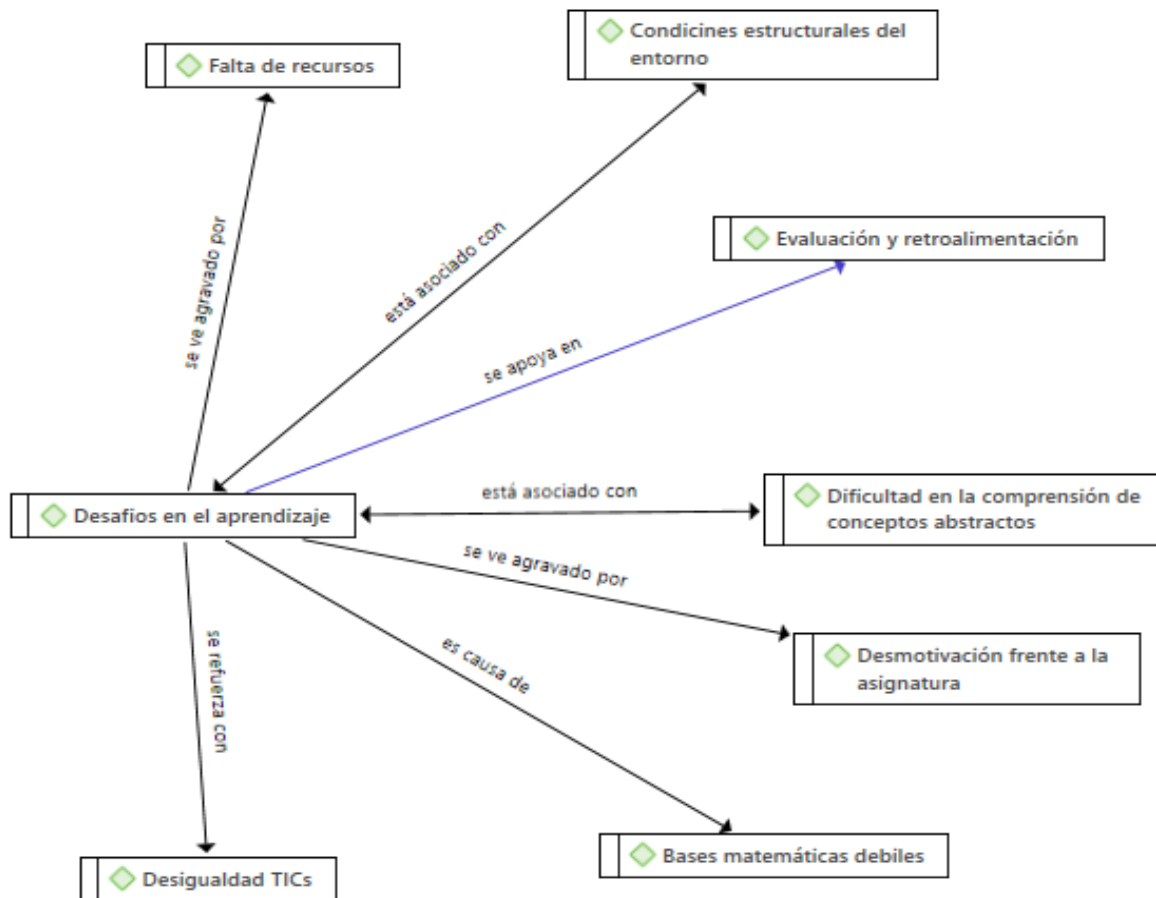 Condicines estructurales del
entorno
Falta de recursos
Evaluación y retroalimentación
se ve agravado por
está asociado con
se apoya en
Desafios en el aprendizaje
está asociado con
Dificultad en la comprensión de
conceptos abstractos
se ve agravado por
Desmotivación frente a la
asignatura
es causa de
se refuerza con
Bases matemáticas debiles
Desigualdad TICs